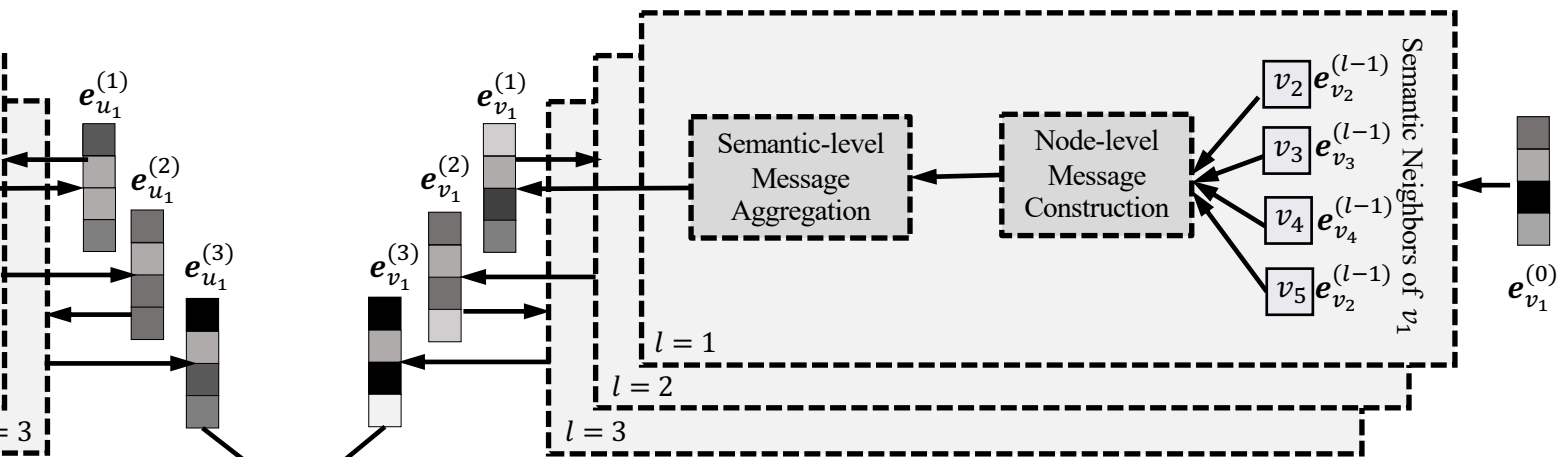 e_{u_1}^{(1)}
e_{u_1}^{(2)}
e_{u_1}^{(3)}
= 3
e_{v_1}^{(1)}
e_{v_1}^{(2)}
e_{v_1}^{(3)}
Semantic-level
Message
Aggregation
Node-level
Message
Construction
v_2 e_{v_2}^{(l-1)}
v_3 e_{v_3}^{(l-1)}
v_4 e_{v_4}^{(l-1)}
v_5 e_{v_2}^{(l-1)}
Semantic Neighbors of v_1
l = 1
l = 2
l = 3
e_{v_1}^{(0)}